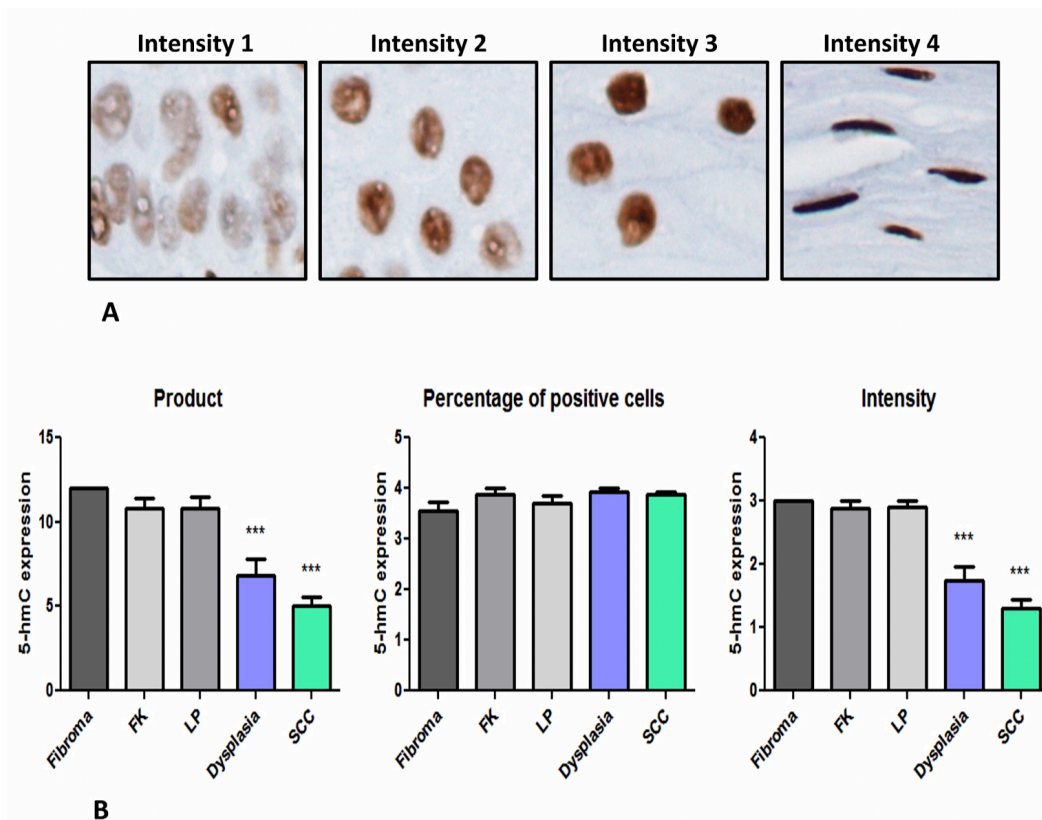 Intensity 1 Intensity 2 Intensity 3 Intensity 4
A
Product
15
10
5
0
5-hmC expression
Fibroma
FK
LP
Dysplasia
SCC
***
***
Percentage of positive cells
5
4
3
2
1
0
5-hmC expression
Fibroma
FK
LP
Dysplasia
SCC
Intensity
4
3
2
1
0
5-hmC expression
Fibroma
FK
LP
Dysplasia
SCC
***
***
B